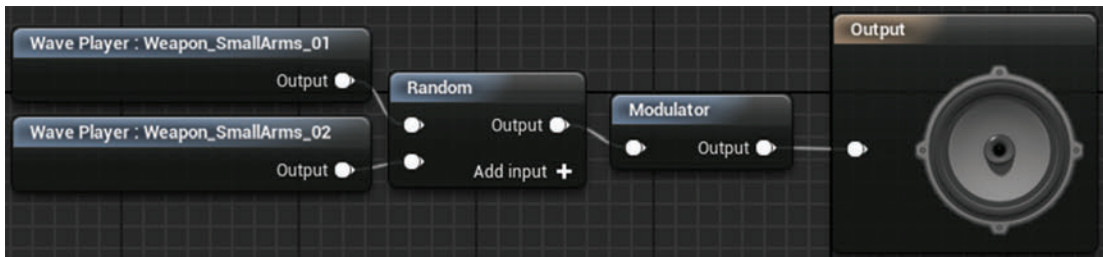 Wave Player : Weapon_SmallArms_01
Output
Wave Player : Weapon_SmallArms_02
Output
Random
Output
Add input
Modulator
Output
Output